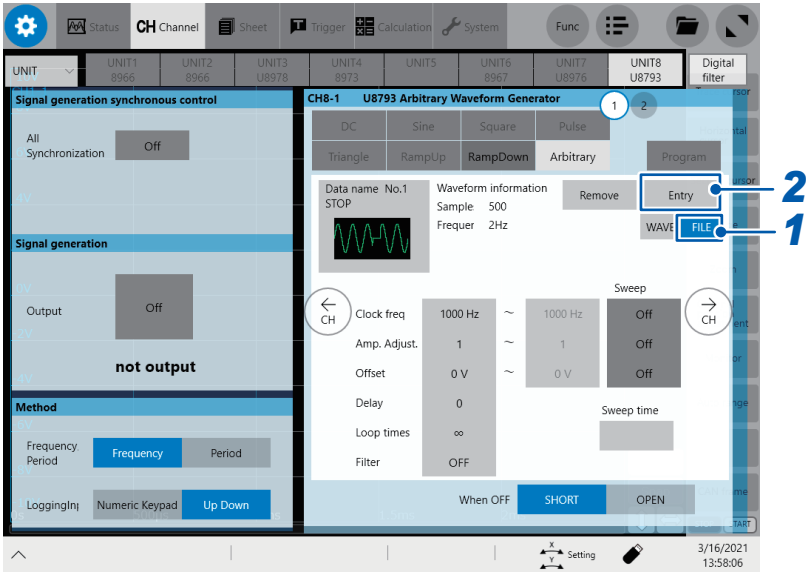 Status CH Channel Sheet Trigger Calculation System Func
UNIT UNIT1 UNIT2 UNIT3 UNIT4 UNIT5 UNIT6 UNIT7 UNIT8 Digital
8966 8966 U8978 8973 8967 U8976 U8793 filter
Signal generation synchronous control
All
Synchronization
Off
Signal generation
Output
Off
not output
Method
Frequency
Period
Frequency Period
LoggingInp Numeric Keypad Up Down
CH8-1 U8793 Arbitrary Waveform Generator 1 2
DC Sine Square Pulse
Triangle RampUp RampDown Arbitrary Program
Data name No.1
STOP
Waveform information
Sample 500
Frequer 2Hz
Remove Entry 2
WAVE FILE 1
Sweep
CH
Clock freq 1000 Hz ~ 1000 Hz Off
Amp. Adjust. 1 ~ 1 Off
Offset 0 V ~ 0 V Off
CH
Delay 0
Sweep time
Loop times ∞
Filter OFF
When OFF SHORT OPEN
X
Y
Setting
3/16/2021
13:58:06